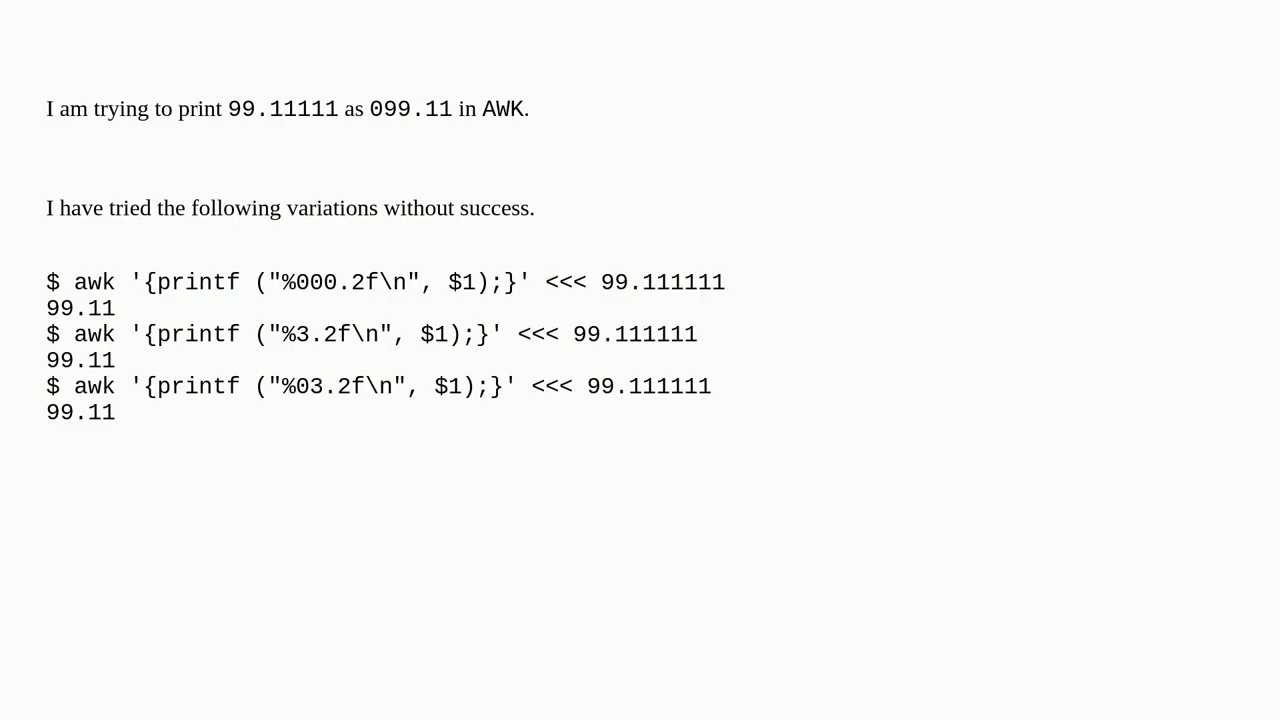 I am trying to print 99.11111 as 099.11 in AWK.
I have tried the following variations without success.
$ awk '{printf ("%000.2f\n", $1);}' <<< 99.111111
99.11
$ awk '{printf ("%3.2f\n", $1);}' <<< 99.111111
99.11
$ awk '{printf ("%03.2f\n", $1);}' <<< 99.111111
99.11